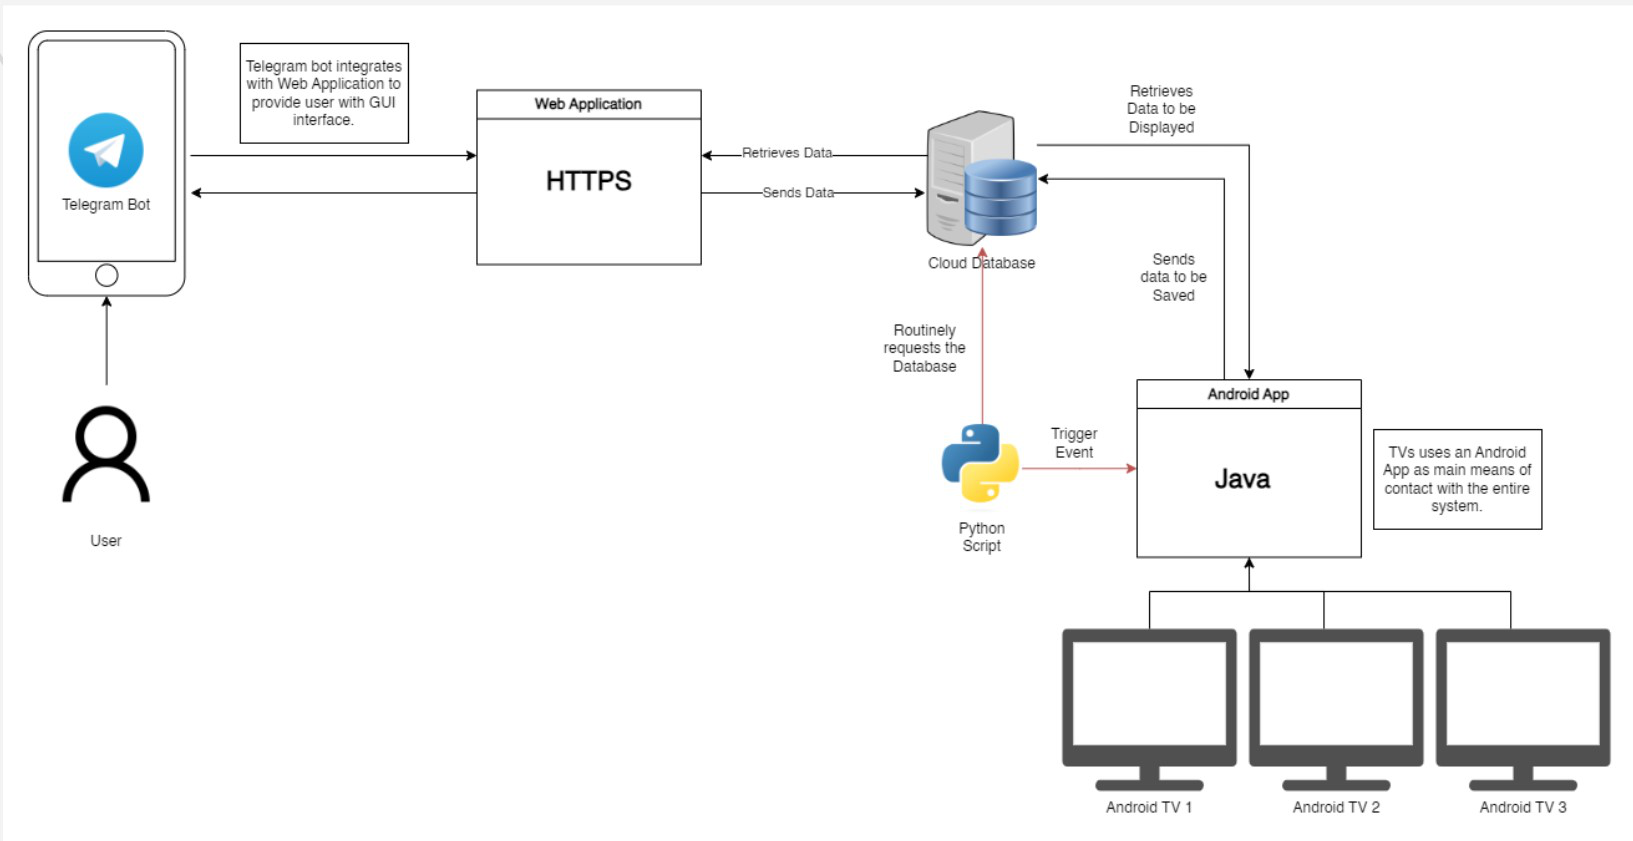 Telegram bot integrates
with Web Application to
provide user with GUI
interface.
Telegram Bot
User
Web Application
HTTPS
Retrieves Data
Sends Data
Cloud Database
Retrieves
Data to be
Displayed
Sends
data to be
Saved
Routinely
requests the
Database
Python
Script
Trigger
Event
Android App
Java
TVs uses an Android
App as main means of
contact with the entire
system.
Android TV 1
Android TV 2
Android TV 3